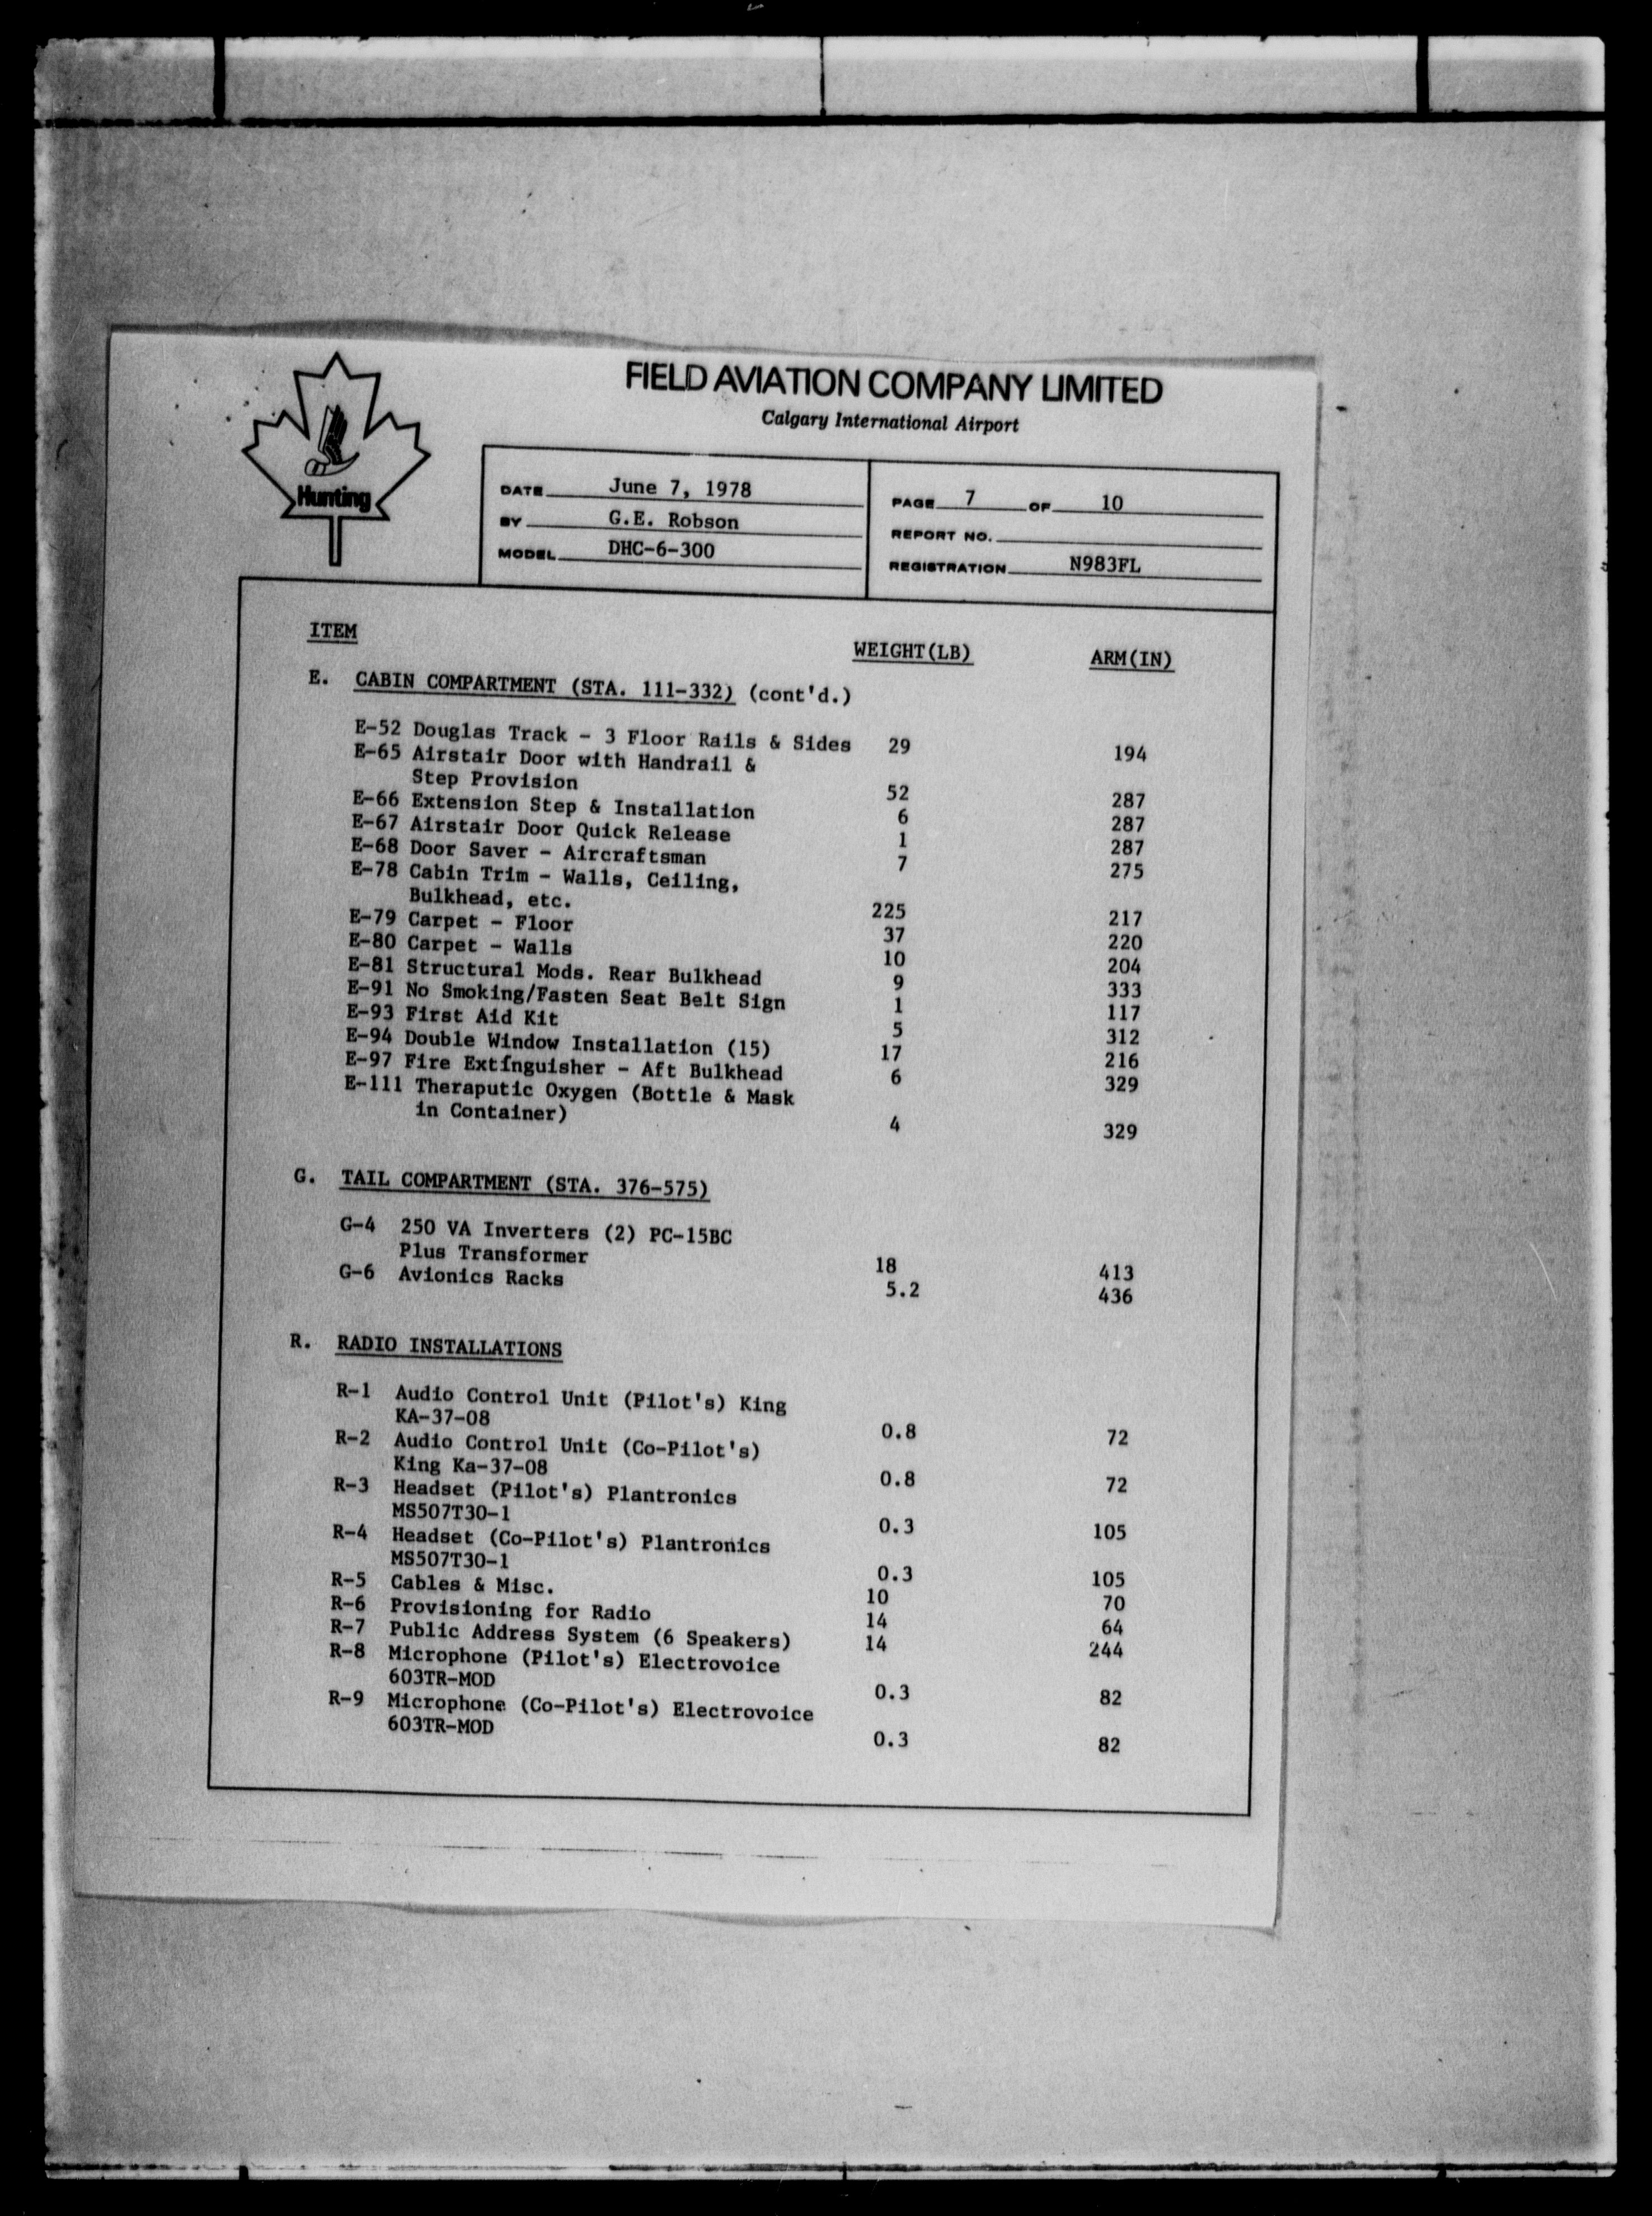 FIELD AVIATION COMPANY LIMITED
Calgary International Airport
Hunting
DATE June 7, 1978
BY G.E. Robson
MODEL DHC-6-300
PAGE 7 OF 10
REPORT NO.
REGISTRATION N983FL
ITEM WEIGHT(LB) ARM(IN)
E. CABIN COMPARTMENT (STA. 111-332) (cont'd.)
E-52 Douglas Track - 3 Floor Rails & Sides 29 194
E-65 Airstair Door with Handrail &
Step Provision 52 287
E-66 Extension Step & Installation 6 287
E-67 Airstair Door Quick Release 1 287
E-68 Door Saver - Aircraftsman 7 275
E-78 Cabin Trim - Walls, Ceiling,
Bulkhead, etc. 225 217
E-79 Carpet - Floor 37 220
E-80 Carpet - Walls 10 204
E-81 Structural Mods. Rear Bulkhead 9 333
E-91 No Smoking/Fasten Seat Belt Sign 1 117
E-93 First Aid Kit 5 312
E-94 Double Window Installation (15) 17 216
E-97 Fire Extinguisher - Aft Bulkhead 6 329
E-111 Theraputic Oxygen (Bottle & Mask
in Container) 4 329
G. TAIL COMPARTMENT (STA. 376-575)
G-4 250 VA Inverters (2) PC-15BC
Plus Transformer 18 413
G-6 Avionics Racks 5.2 436
R. RADIO INSTALLATIONS
R-1 Audio Control Unit (Pilot's) King
KA-37-08 0.8 72
R-2 Audio Control Unit (Co-Pilot's)
King Ka-37-08 0.8 72
R-3 Headset (Pilot's) Plantronics
MS507T30-1 0.3 105
R-4 Headset (Co-Pilot's) Plantronics
MS507T30-1 0.3 105
R-5 Cables & Misc. 10 70
R-6 Provisioning for Radio 14 64
R-7 Public Address System (6 Speakers) 14 244
R-8 Microphone (Pilot's) Electrovoice
603TR-MOD 0.3 82
R-9 Microphone (Co-Pilot's) Electrovoice
603TR-MOD 0.3 82